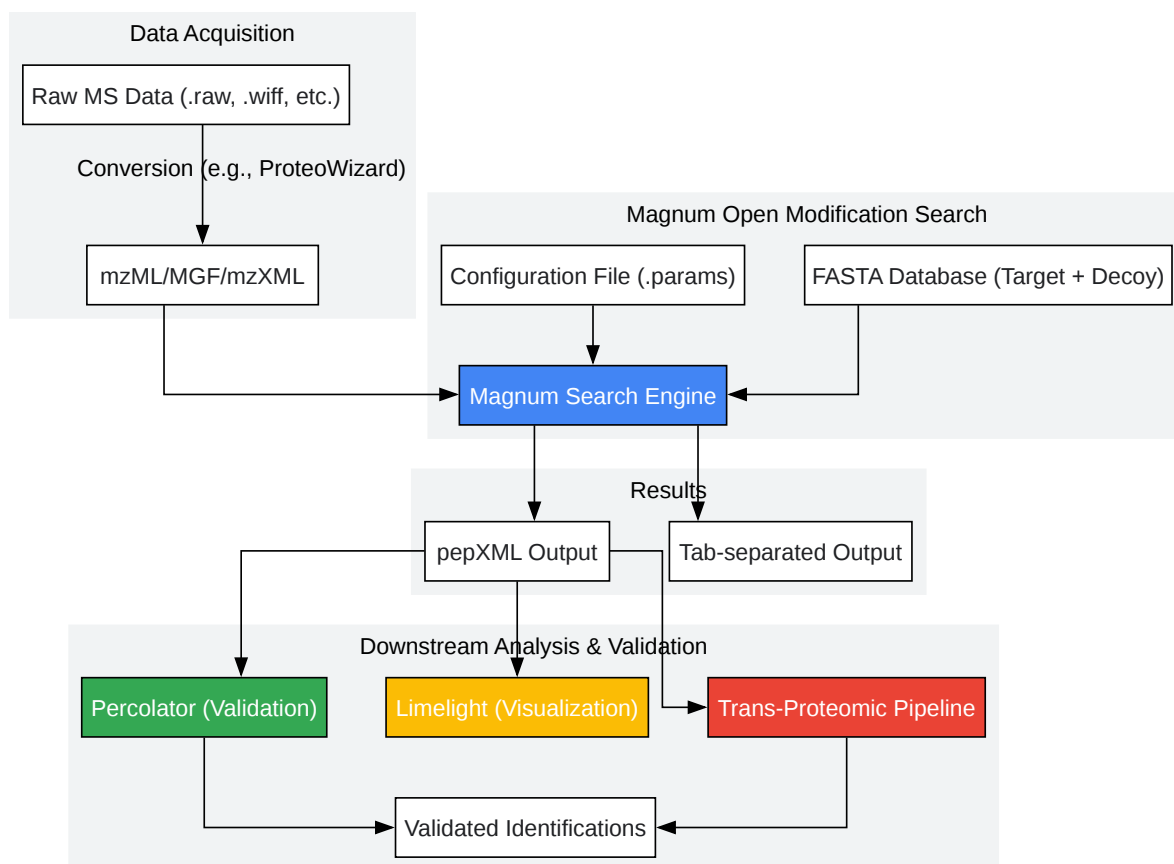 Data Acquisition
Raw MS Data (.raw, .wiff, etc.)
Conversion (e.g., ProteoWizard)
mzML/MGF/mzXML
Magnum Open Modification Search
Configuration File (.params)
FASTA Database (Target + Decoy)
Magnum Search Engine
Results
pepXML Output
Tab-separated Output
Downstream Analysis & Validation
Percolator (Validation)
Limelight (Visualization)
Trans-Proteomic Pipeline
Validated Identifications